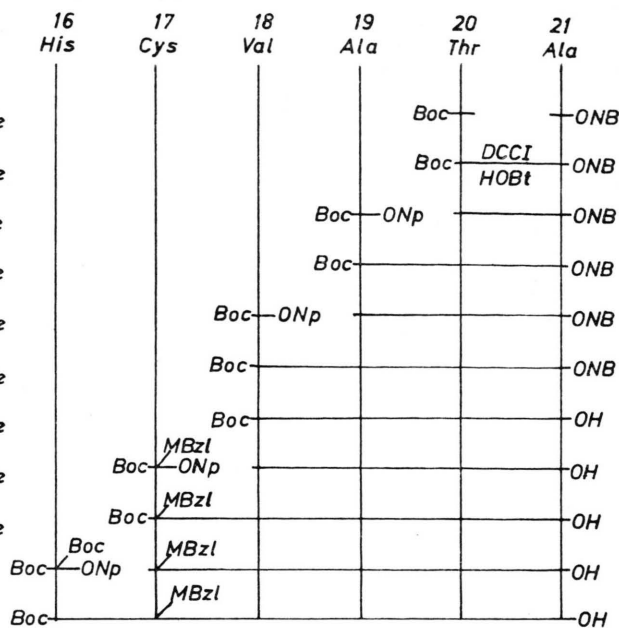 16 17 18 19 20 21
His Cys Val Ala Thr Ala
e Boc ONB
e Boc DCCI ONB
HOBt
e Boc ONp ONB
e Boc ONB
e Boc ONp ONB
e Boc ONB
e Boc OH
MBzl
e Boc ONp OH
MBzl
e Boc OH
Boc MBzl
Boc ONp OH
MBzl
Boc OH